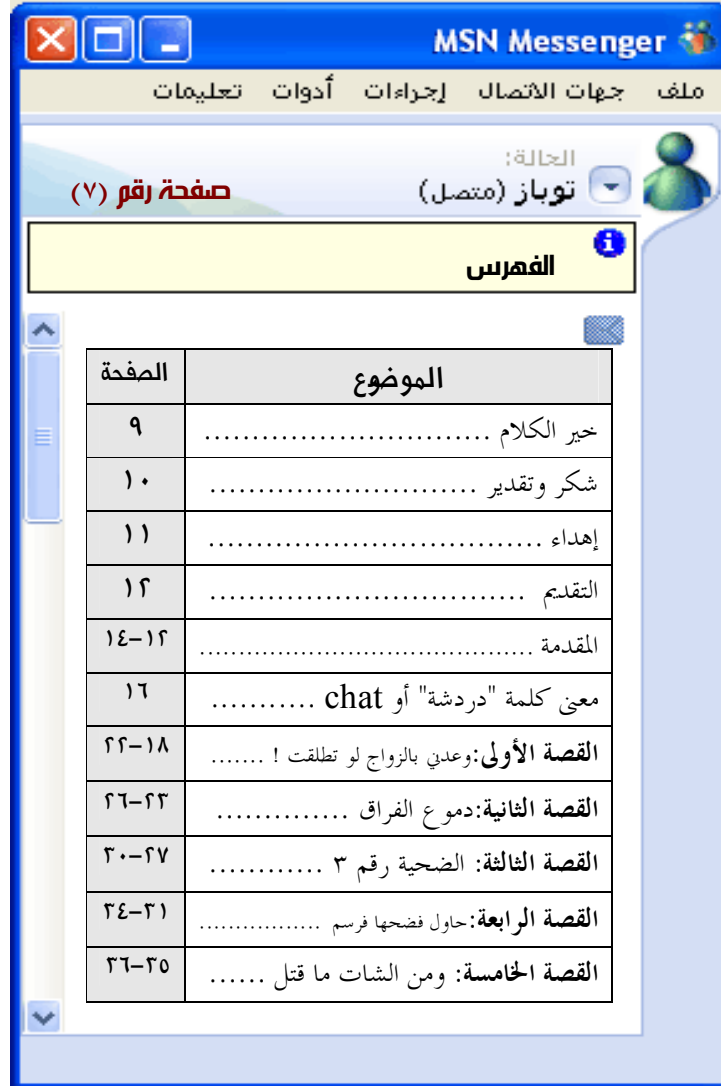 MSN Messenger
ملف جهات الاتصال إجراءات أدوات تعليمات
الحالة:
توباز (متصل)
صفحة رقم (٧)
الفهرس
الموضوع الصفحة
خير الكلام .............................. ٩
شكر وتقدير ............................ ١٠
إهداء ................................... ١١
التقديم ................................. ١٢
المقدمة .......................................... ١٢–١٤
معنى كلمة "دردشة" أو chat ........... ١٦
القصة الأولى:وعدني بالزواج لو تطلقت ! ....... ١٨–٢٢
القصة الثانية:دموع الفراق .............. ٢٣–٢٦
القصة الثالثة: الضحية رقم ٣ ............ ٢٧–٣٠
القصة الرابعة:حاول فضحها فرسم ................. ٣١–٣٤
القصة الخامسة: ومن الشات ما قتل ...... ٣٥–٣٦